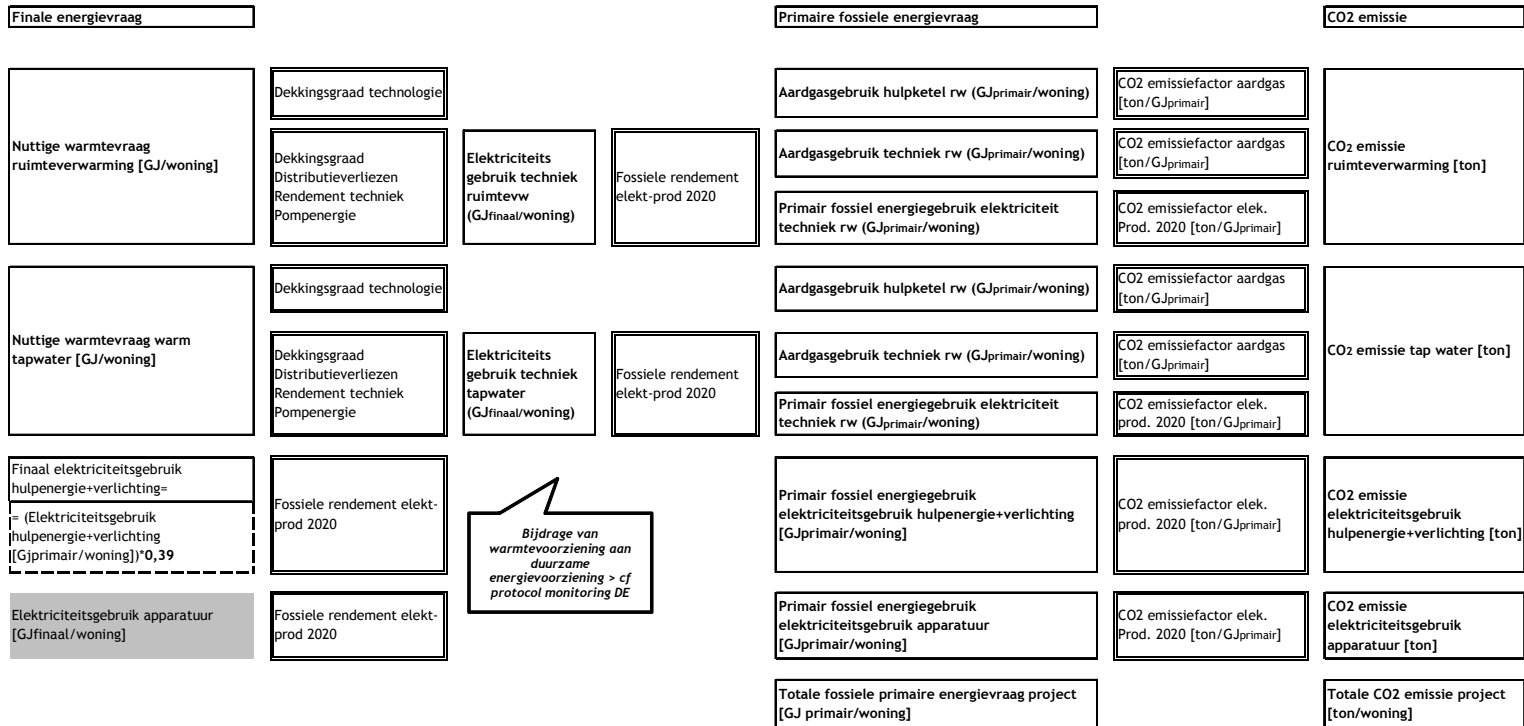 Finale energievraag
Primaire fossiele energievraag
CO2 emissie
Nuttige warmtevraag
ruimteverwarming [GJ/woning]
Dekkingsgraad technologie
Dekkingsgraad
Distributieverliezen
Rendement techniek
Pompenergie
Elektriciteits
gebruik techniek
ruimtevw
(GJfinaal/woning)
Fossiele rendement
elekt-prod 2020
Aardgasgebruik hulpketel rw (GJprimair/woning)
Aardgasgebruik techniek rw (GJprimair/woning)
Primair fossiel energiegebruik elektriciteit
techniek rw (GJprimair/woning)
CO2 emissiefactor aardgas
[ton/GJprimair]
CO2 emissiefactor aardgas
[ton/GJprimair]
CO2 emissiefactor elek.
Prod. 2020 [ton/GJprimair]
CO2 emissie
ruimteverwarming [ton]
Nuttige warmtevraag warm
tapwater [GJ/woning]
Dekkingsgraad technologie
Dekkingsgraad
Distributieverliezen
Rendement techniek
Pompenergie
Elektriciteits
gebruik techniek
tapwater
(GJfinaal/woning)
Fossiele rendement
elekt-prod 2020
Aardgasgebruik hulpketel rw (GJprimair/woning)
Aardgasgebruik techniek rw (GJprimair/woning)
Primair fossiel energiegebruik elektriciteit
techniek rw (GJprimair/woning)
CO2 emissiefactor aardgas
[ton/GJprimair]
CO2 emissiefactor aardgas
[ton/GJprimair]
CO2 emissiefactor elek.
prod. 2020 [ton/GJprimair]
CO2 emissie tap water [ton]
Finaal elektriciteitsgebruik
hulpenergie+verlichting=
= (Elektriciteitsgebruik
hulpenergie+verlichting
[Gjprimair/woning])*0,39
Fossiele rendement elekt-
prod 2020
Bijdrage van
warmtevoorziening aan
duurzame
energievoorziening > cf
protocol monitoring DE
Primair fossiel energiegebruik
elektriciteitsgebruik hulpenergie+verlichting
[GJprimair/woning]
CO2 emissiefactor elek.
prod. 2020 [ton/GJprimair]
CO2 emissie
elektriciteitsgebruik
hulpenergie+verlichting [ton]
Elektriciteitsgebruik apparatuur
[GJfinaal/woning]
Fossiele rendement elekt-
prod 2020
Primair fossiel energiegebruik
elektriciteitsgebruik apparatuur
[GJprimair/woning]
CO2 emissiefactor elek.
Prod. 2020 [ton/GJprimair]
CO2 emissie
elektriciteitsgebruik
apparatuur [ton]
Totale fossiele primaire energievraag project
[GJ primair/woning]
Totale CO2 emissie project
[ton/woning]